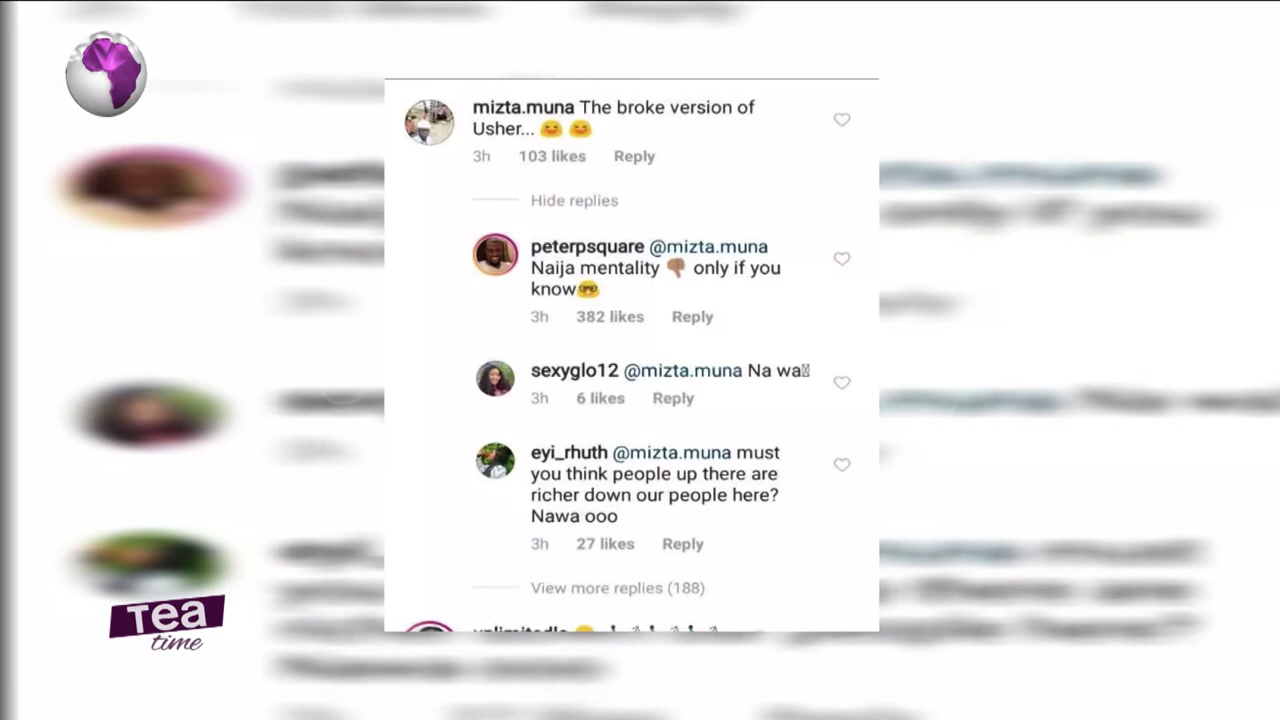 mizta.muna The broke version of
Usher... 😆 😆
3h 103 likes Reply
Hide replies
peterpsquare @mizta.muna
Naija mentality 👎🏽 only if you
know🤓
3h 382 likes Reply
sexyglo12 @mizta.muna Na wa
3h 6 likes Reply
eyi_rhuth @mizta.muna must
you think people up there are
richer down our people here?
Nawa ooo
3h 27 likes Reply
View more replies (188)
Tea
time